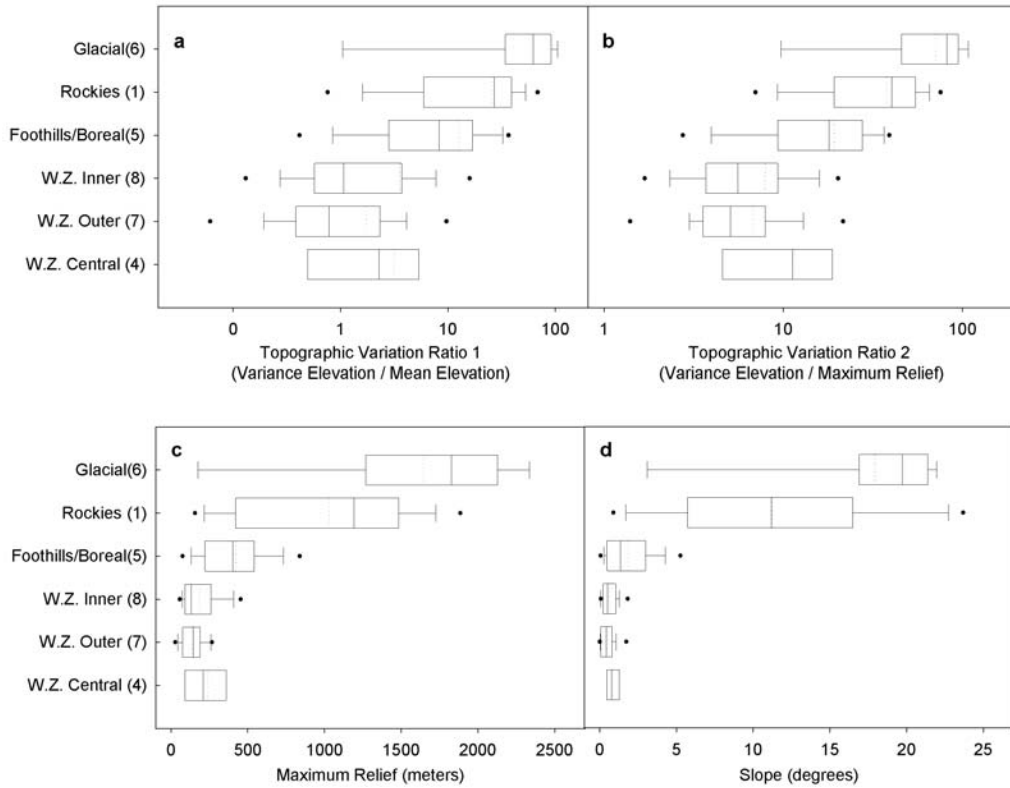 a
b
Glacial(6)
Rockies (1)
Foothills/Boreal(5)
W.Z. Inner (8)
W.Z. Outer (7)
W.Z. Central (4)
0 1 10 100
1 10 100
Topographic Variation Ratio 1
(Variance Elevation / Mean Elevation)
Topographic Variation Ratio 2
(Variance Elevation / Maximum Relief)
c
d
Glacial(6)
Rockies (1)
Foothills/Boreal(5)
W.Z. Inner (8)
W.Z. Outer (7)
W.Z. Central (4)
0 500 1000 1500 2000 2500
0 5 10 15 20 25
Maximum Relief (meters)
Slope (degrees)